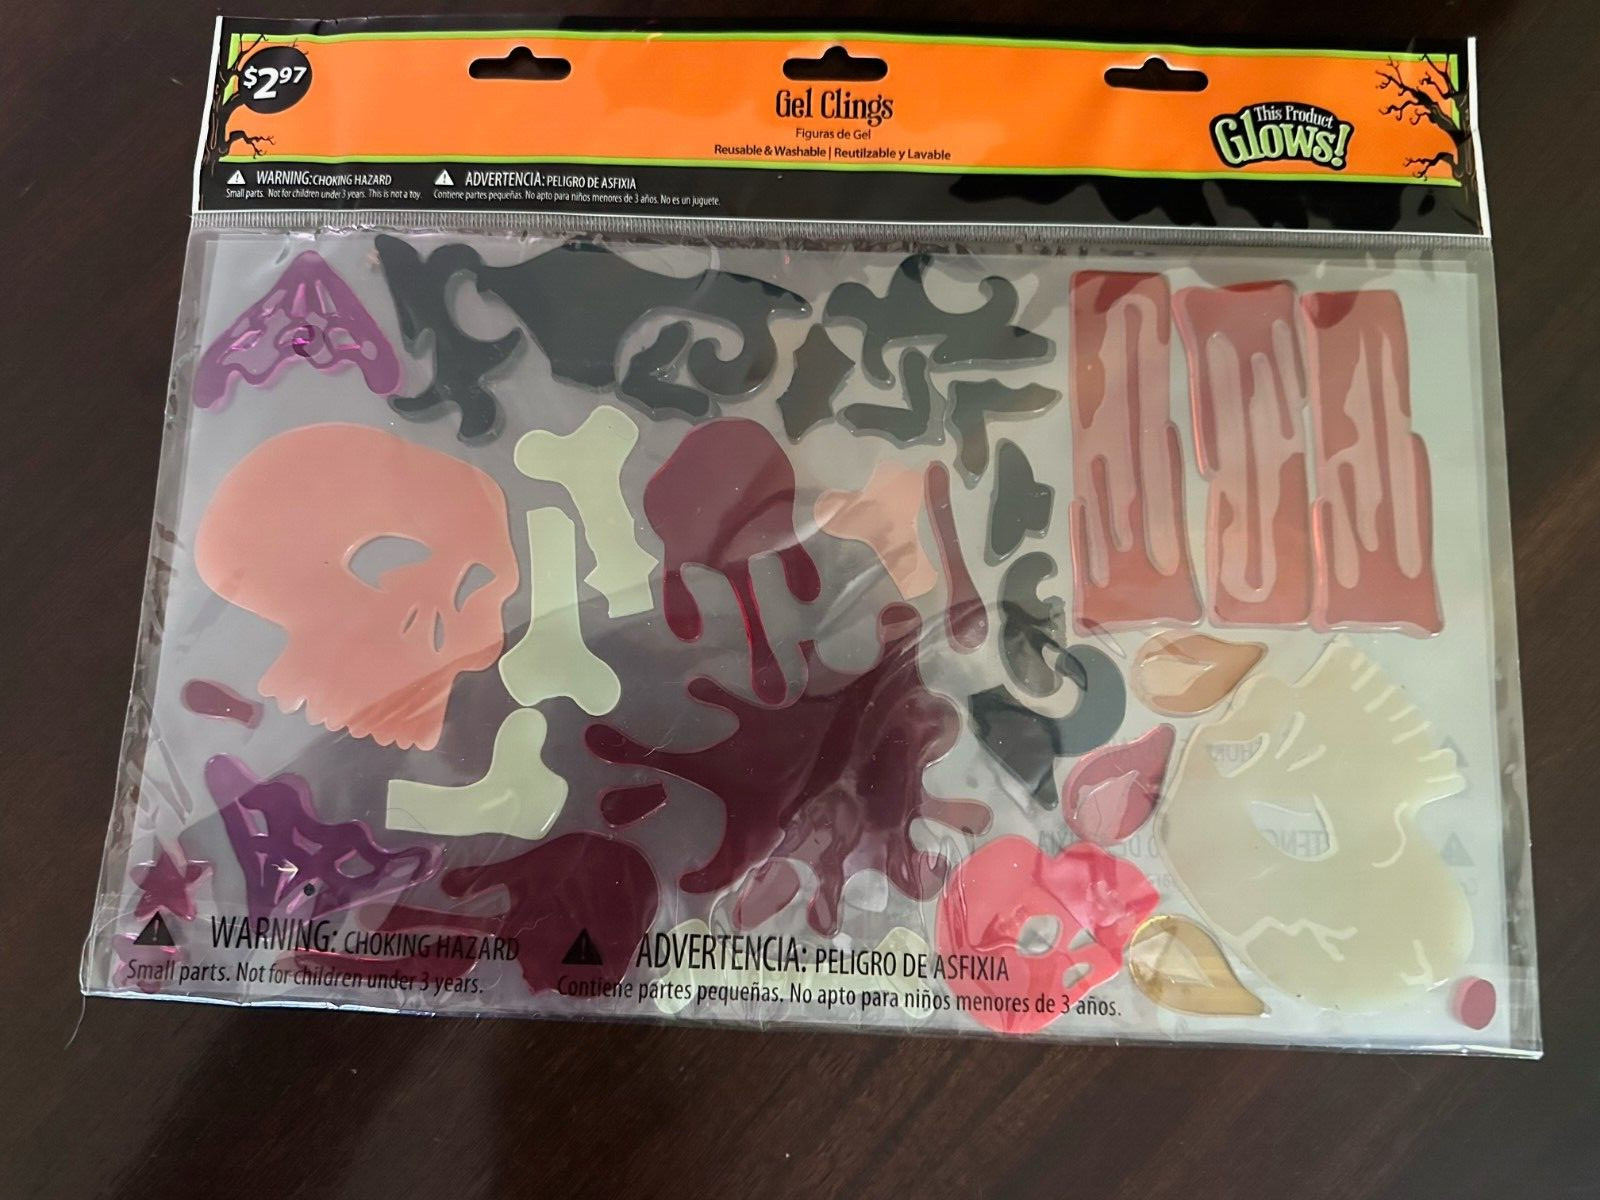 $2.97
Gel Clings
Figuras de Gel
Reusable & Washable | Reutilzable y Lavable
This Product
Glows!
WARNING: CHOKING HAZARD
Small parts. Not for children under 3 years. This is not a toy.
ADVERTENCIA: PELIGRO DE ASFIXIA
Contiene partes pequeñas. No apto para niños menores de 3 años. No es un juguete.
WARNING: CHOKING HAZARD
Small parts. Not for children under 3 years.
ADVERTENCIA: PELIGRO DE ASFIXIA
Contiene partes pequeñas. No apto para niños menores de 3 años.